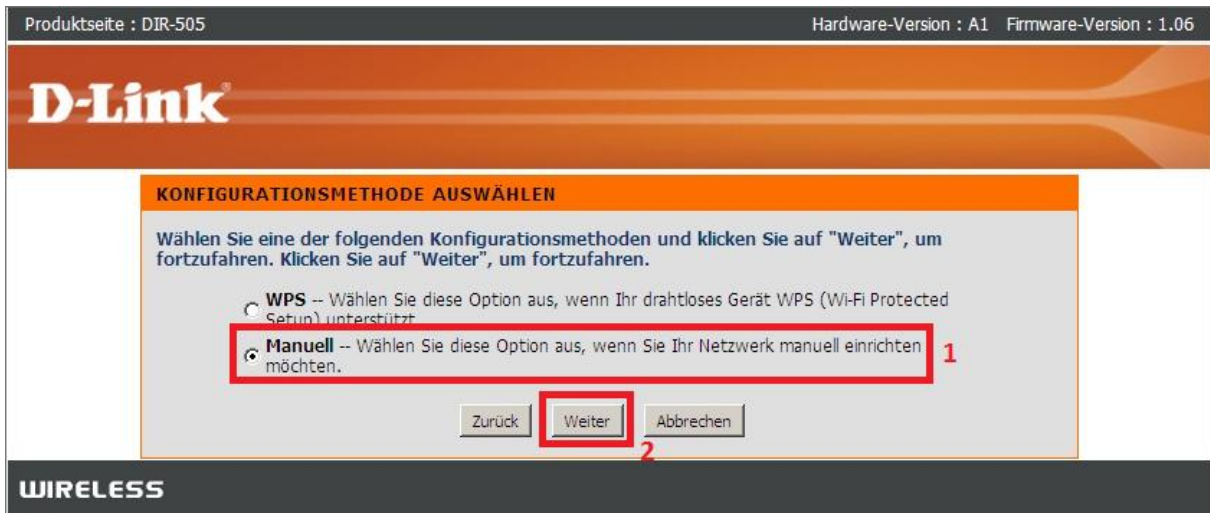 Produktseite : DIR-505 Hardware-Version : A1 Firmware-Version : 1.06
D-Link
KONFIGURATIONSMETHODE AUSWÄHLEN
Wählen Sie eine der folgenden Konfigurationsmethoden und klicken Sie auf "Weiter", um
fortzufahren. Klicken Sie auf "Weiter", um fortzufahren.
WPS -- Wählen Sie diese Option aus, wenn Ihr drahtloses Gerät WPS (Wi-Fi Protected
Setup) unterstützt
Manuell -- Wählen Sie diese Option aus, wenn Sie Ihr Netzwerk manuell einrichten 1
möchten.
Zurück Weiter Abbrechen
2
WIRELESS